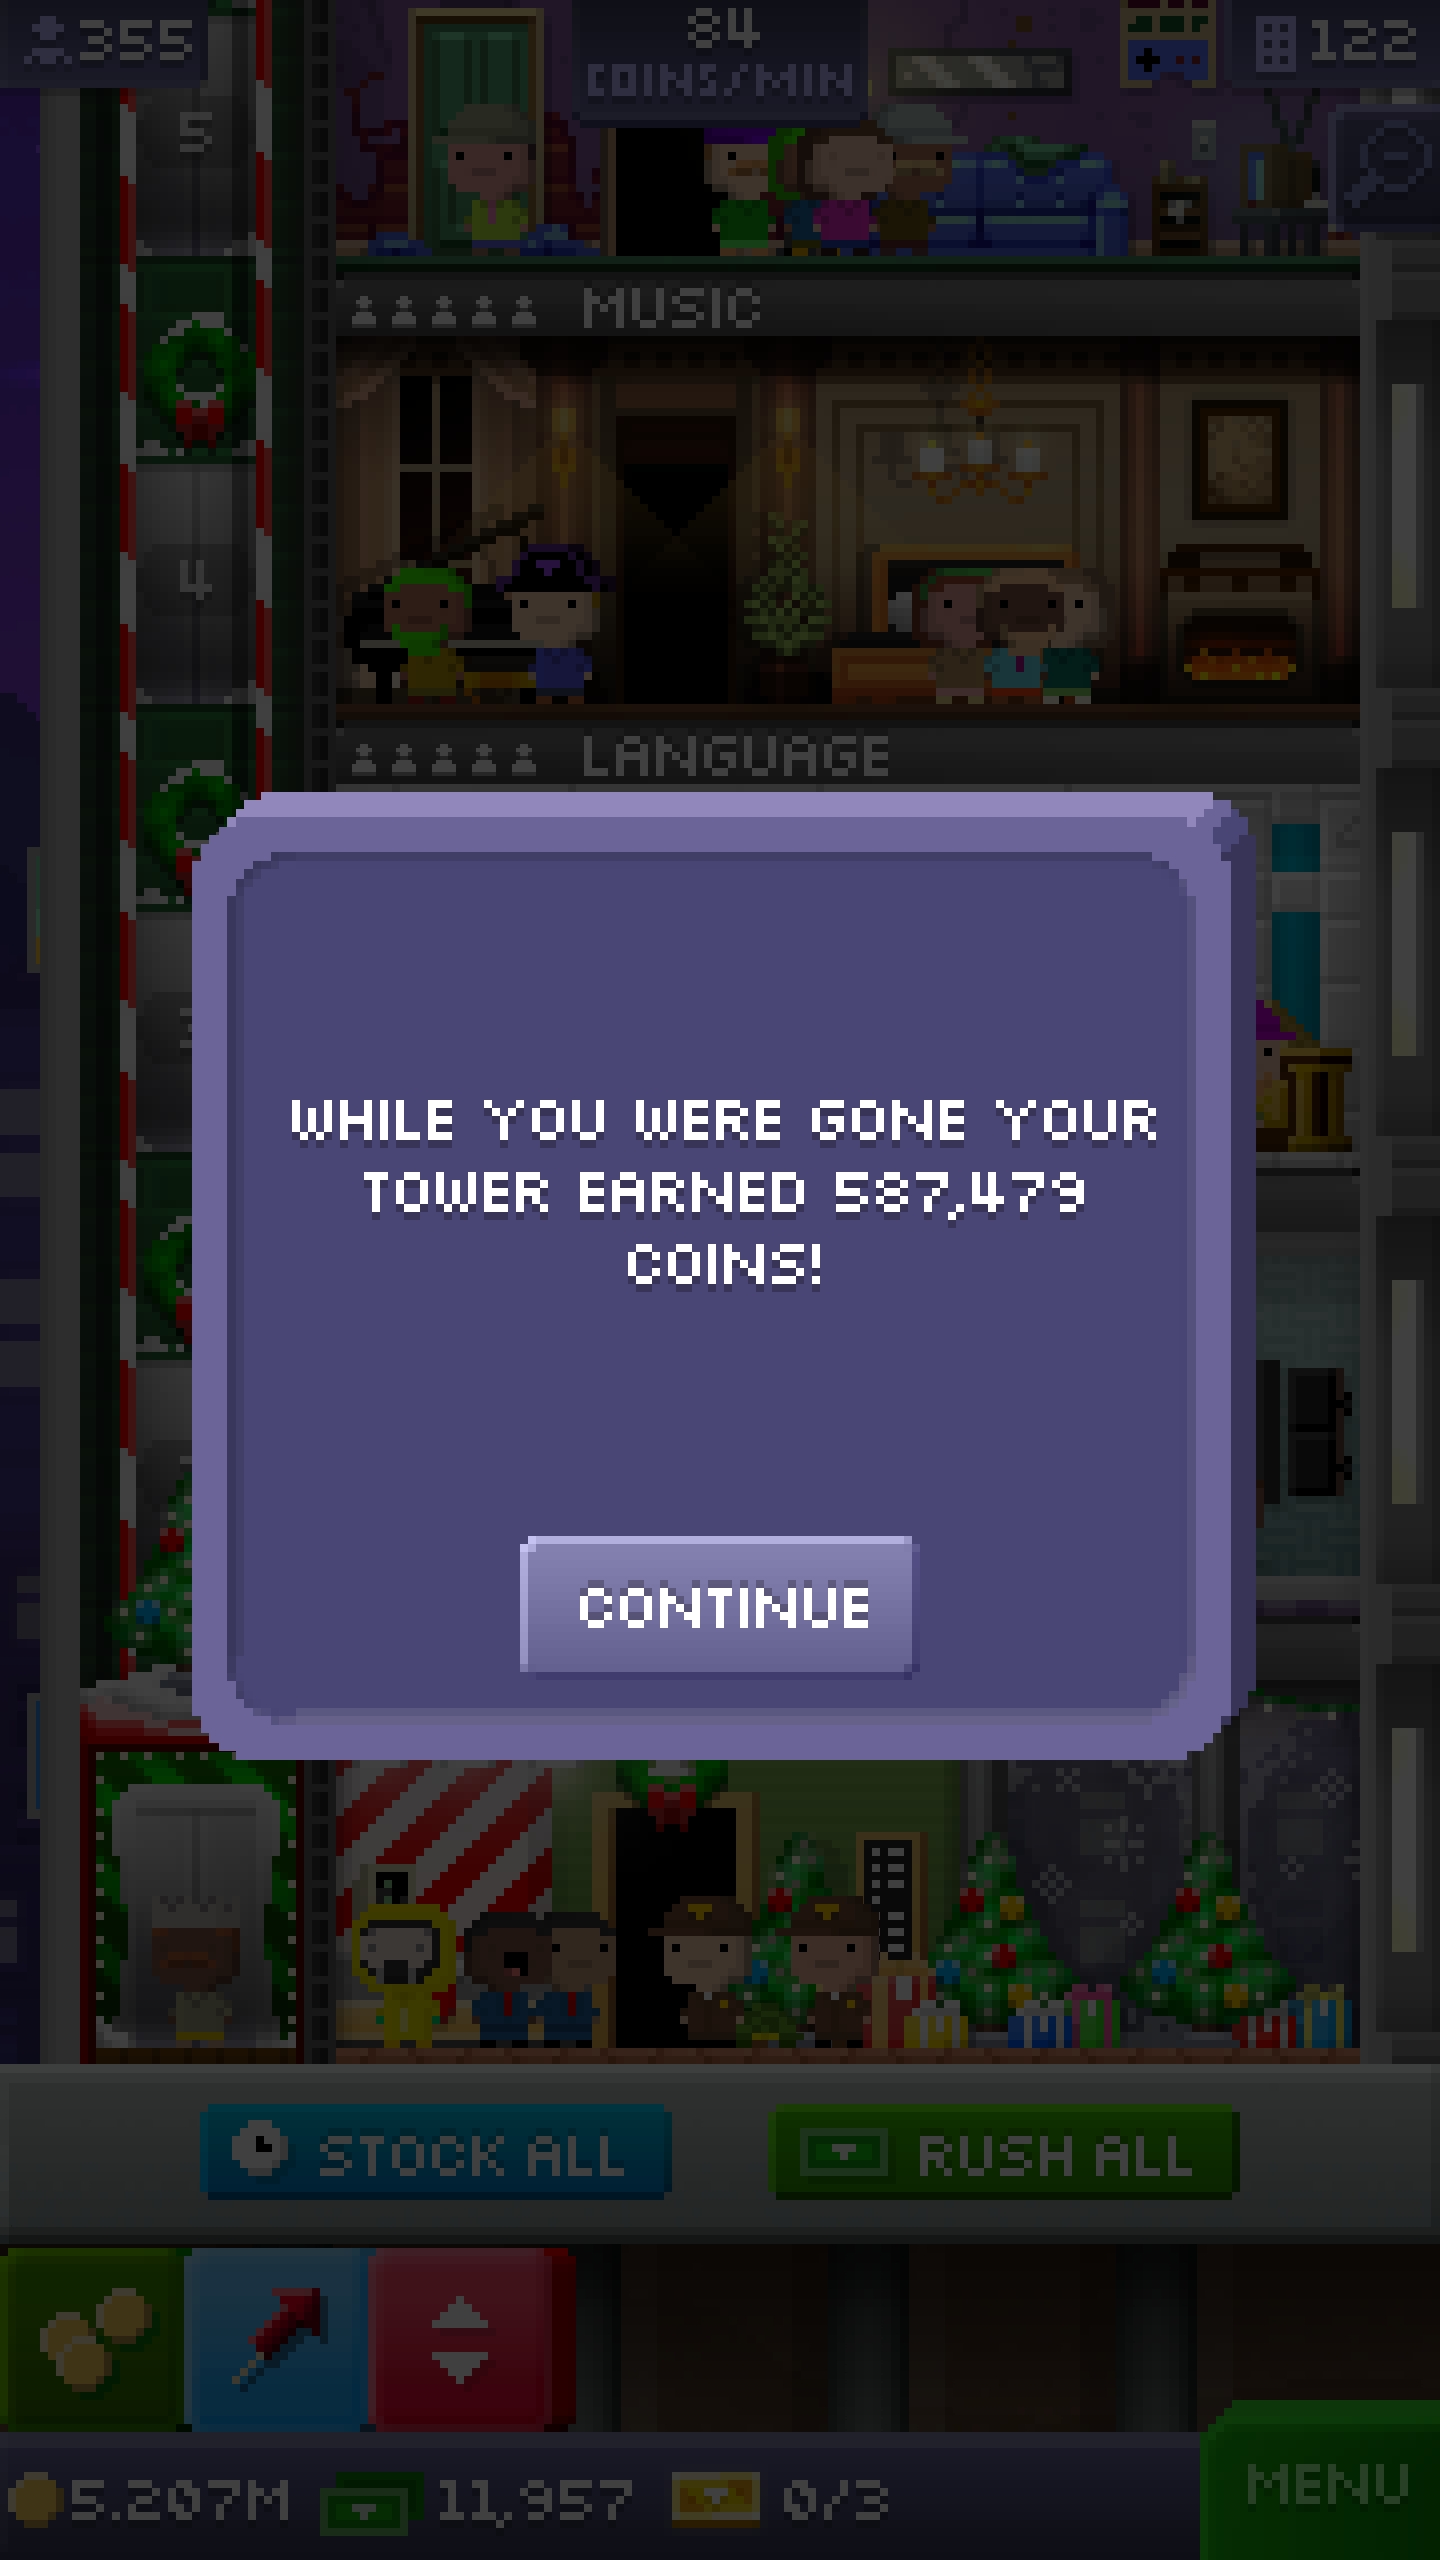 355
84
COINS/MIN
122
5
MUSIC
4
LANGUAGE
WHILE YOU WERE GONE YOUR
TOWER EARNED 587,479
COINS!
CONTINUE
STOCK ALL
RUSH ALL
5.207M
11,957
0/3
MENU